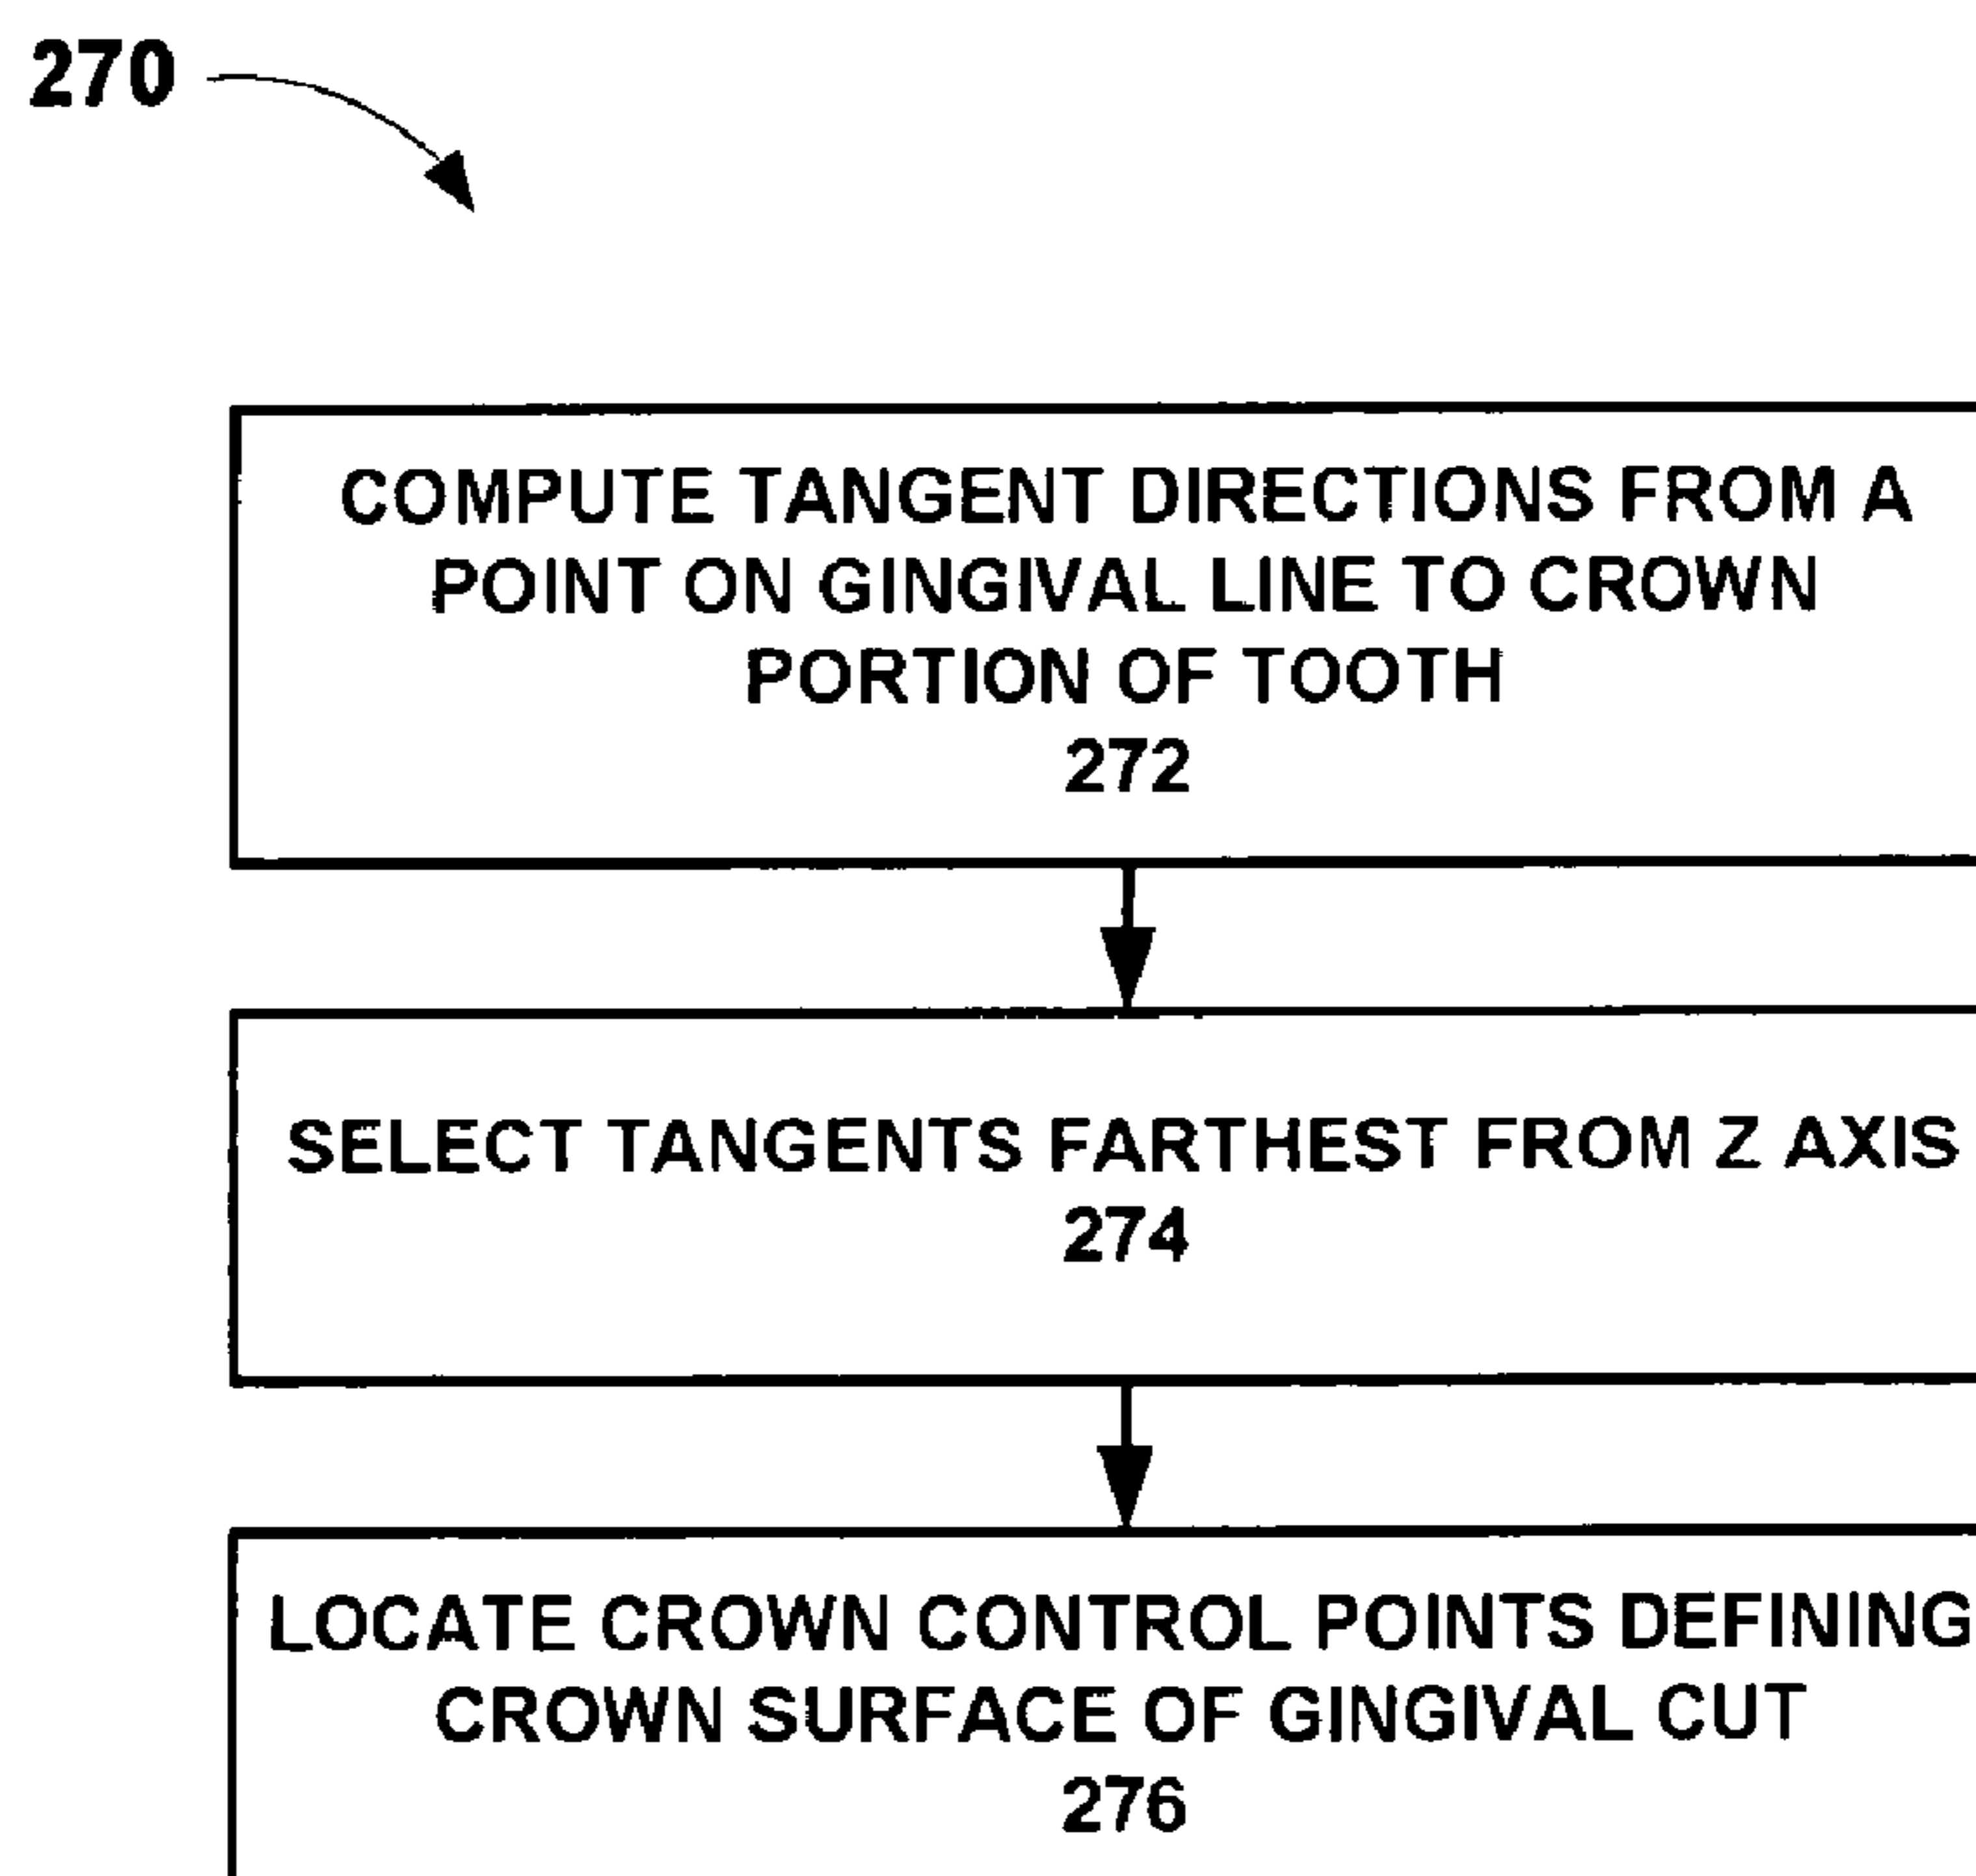 270
COMPUTE TANGENT DIRECTIONS FROM A
POINT ON GINGIVAL LINE TO CROWN
PORTION OF TOOTH
272
SELECT TANGENTS FARTHEST FROM Z AXIS
274
LOCATE CROWN CONTROL POINTS DEFINING
CROWN SURFACE OF GINGIVAL CUT
276